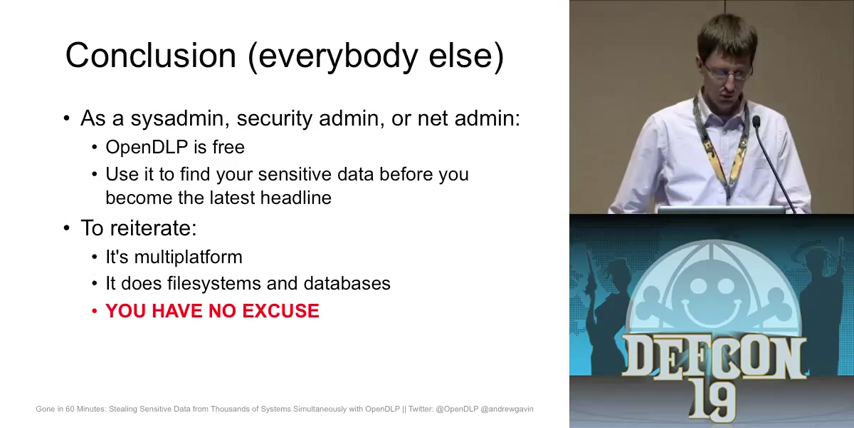 Conclusion (everybody else)
• As a sysadmin, security admin, or net admin:
• OpenDLP is free
• Use it to find your sensitive data before you
become the latest headline
• To reiterate:
• It's multiplatform
• It does filesystems and databases
• YOU HAVE NO EXCUSE
Gone in 60 Minutes: Stealing Sensitive Data from Thousands of Systems Simultaneously with OpenDLP || Twitter: @OpenDLP @andrewgavin
DEFCON
19